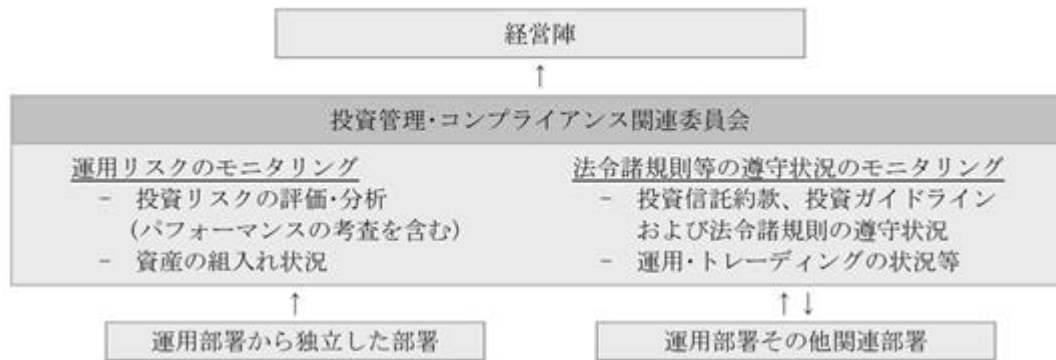 経営陣
↑
投資管理･コンプライアンス関連委員会
運用リスクのモニタリング
- 投資リスクの評価･分析
(パフォーマンスの考査を含む)
- 資産の組入れ状況
法令諸規則等の遵守状況のモニタリング
- 投資信託約款、投資ガイドライン
および法令諸規則の遵守状況
- 運用･トレーディングの状況等
↑
↑↓
運用部署から独立した部署
運用部署その他関連部署